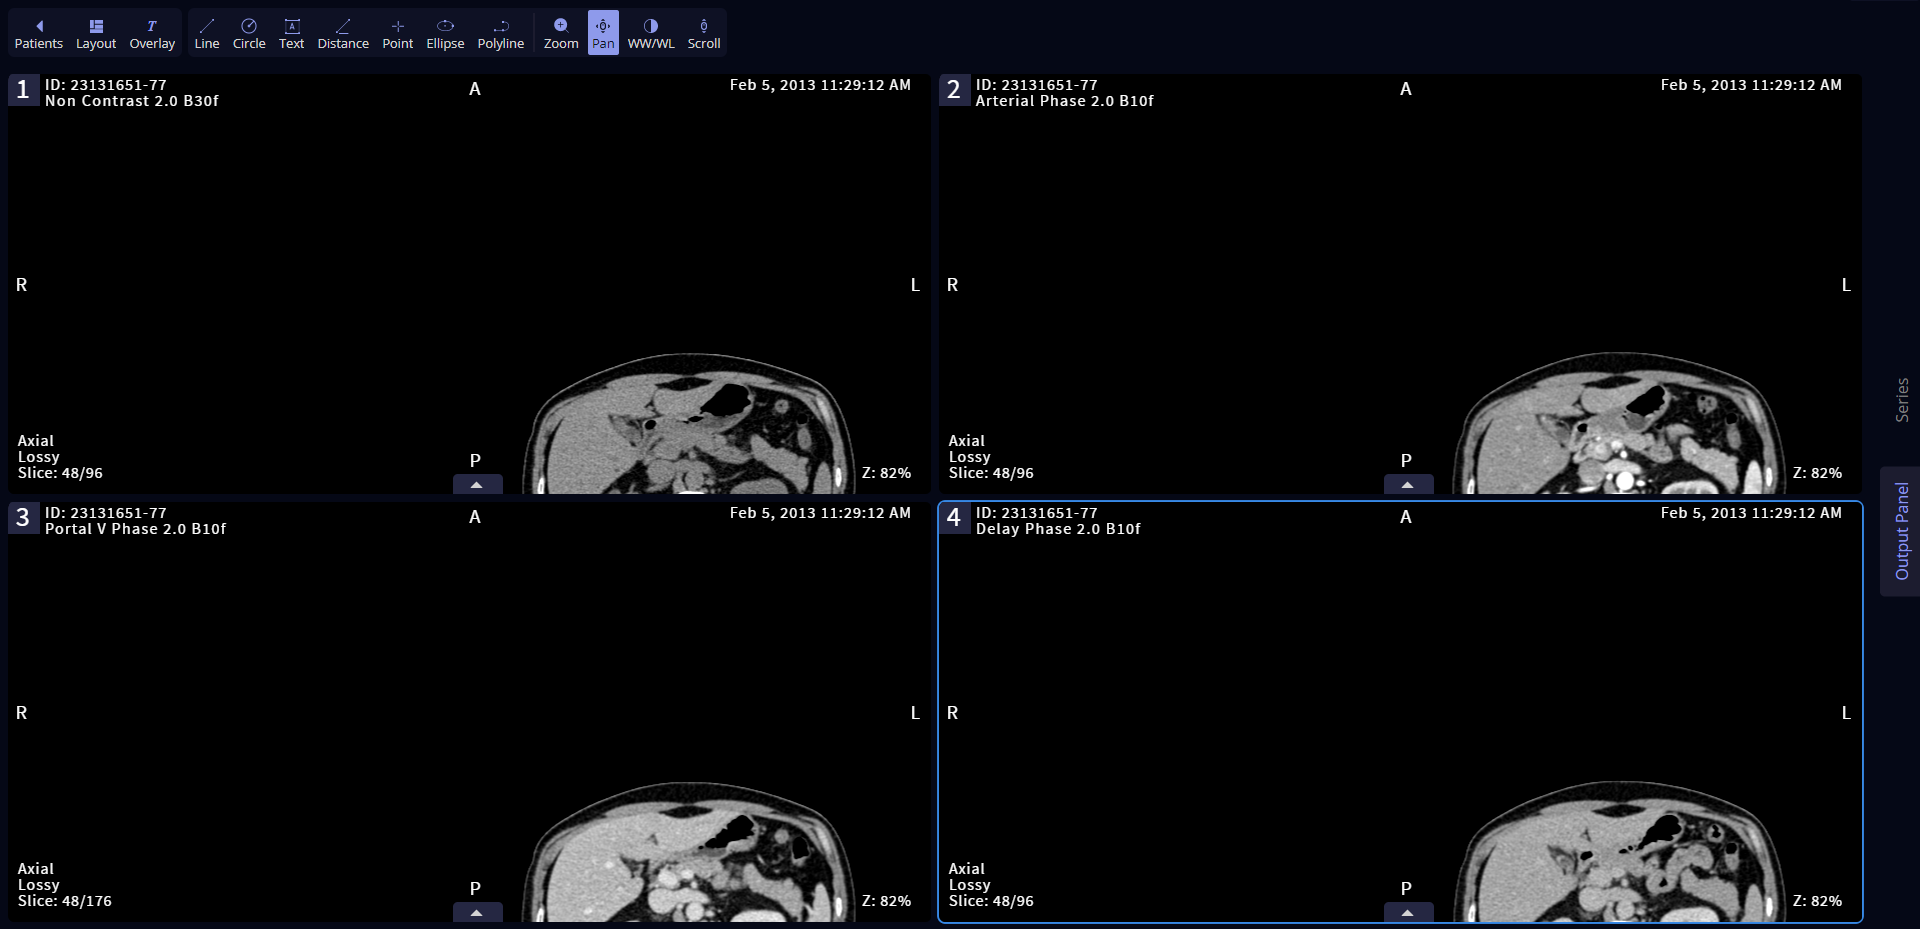 Patients Layout Overlay Line Circle Text Distance Point Ellipse Polyline Zoom Pan WW/WL Scroll
1
ID: 23131651-77
Non Contrast 2.0 B30f
A
Feb 5, 2013 11:29:12 AM
R
L
Axial
Lossy
Slice: 48/96
P
Z: 82%
2
ID: 23131651-77
Arterial Phase 2.0 B10f
A
Feb 5, 2013 11:29:12 AM
R
L
Axial
Lossy
Slice: 48/96
P
Z: 82%
3
ID: 23131651-77
Portal V Phase 2.0 B10f
A
Feb 5, 2013 11:29:12 AM
R
L
Axial
Lossy
Slice: 48/176
P
Z: 82%
4
ID: 23131651-77
Delay Phase 2.0 B10f
A
Feb 5, 2013 11:29:12 AM
R
L
Axial
Lossy
Slice: 48/96
P
Z: 82%
Series
Output Panel